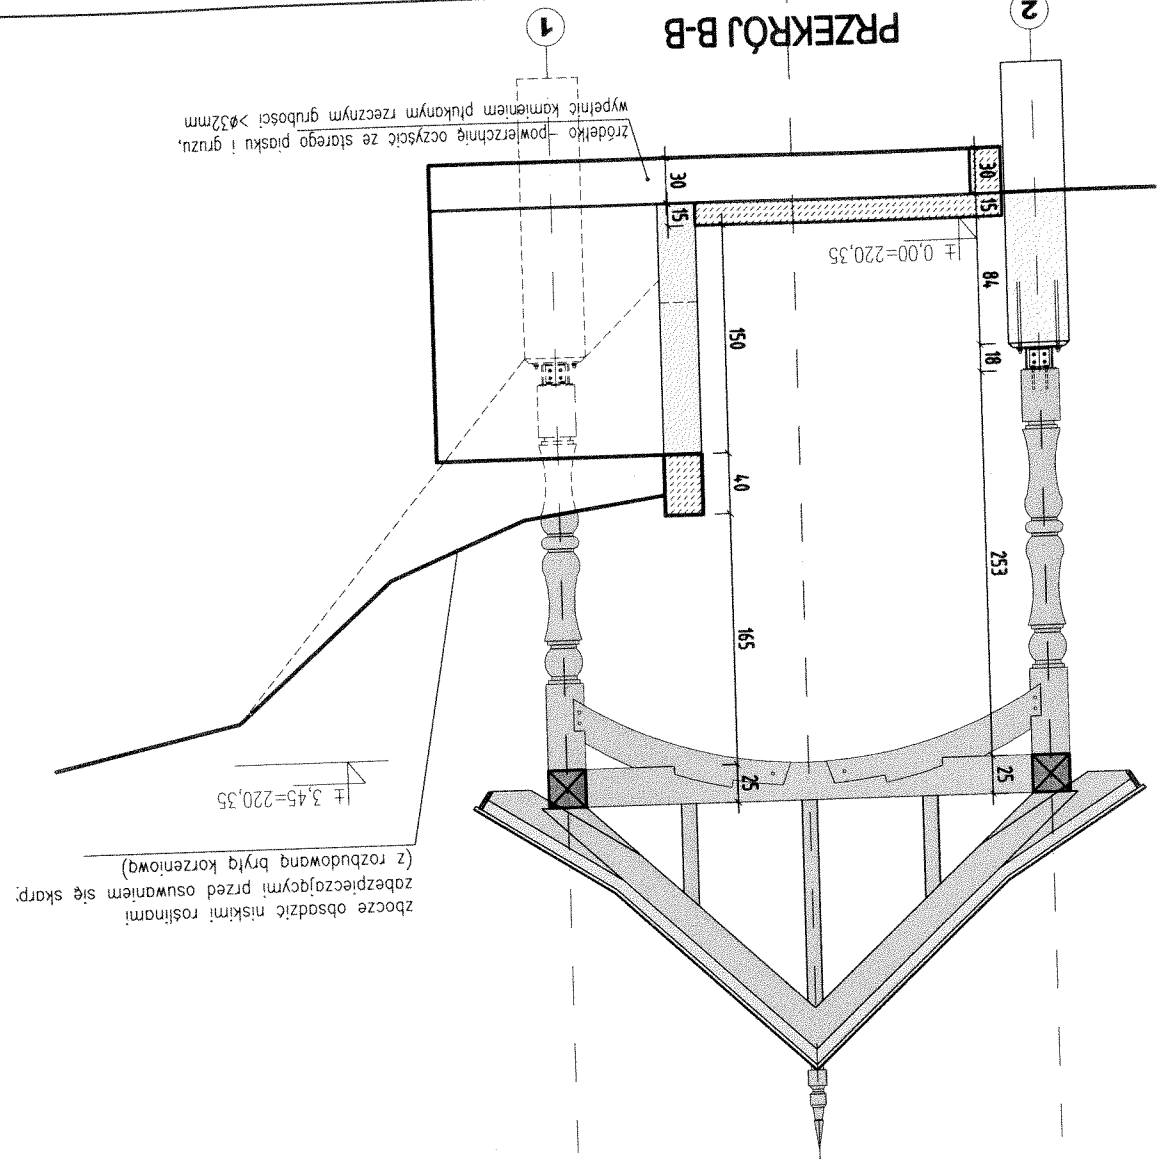 zbocze obsadzić niskimi roślinami
zabezpieczającymi przed osuwaniem się skarp.
(z rozbudowaną bryłą korzeniową)
± 3,45=220,35
25
25
165
253
40
18
150
84
± 0,00=220,35
15
15
30
30
źródełko - powierzchnię oczyścić ze starego piasku i gruzu,
wypełnić kamieniem płukanym rzecznym grubości >ø32mm
PRZEKRÓJ B-B
2
1